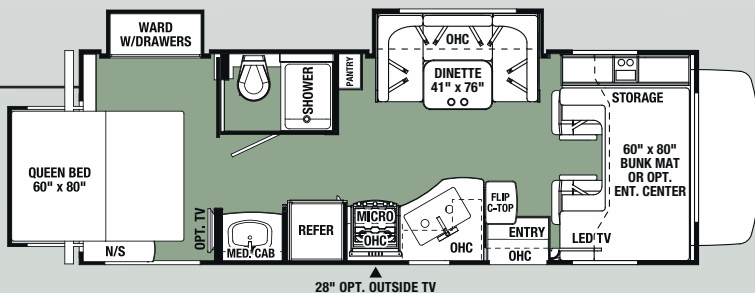 WARD
W/DRAWERS
OHC
DINETTE
41" x 76"
PANTRY
SHOWER
STORAGE
QUEEN BED
60" x 80"
60" x 80"
BUNK MAT
OR OPT.
ENT. CENTER
N/S
OPT. TV
MED. CAB
REFER
MICRO
OHC
OHC
FLIP
C-TOP
ENTRY
OHC
LED TV
28" OPT. OUTSIDE TV